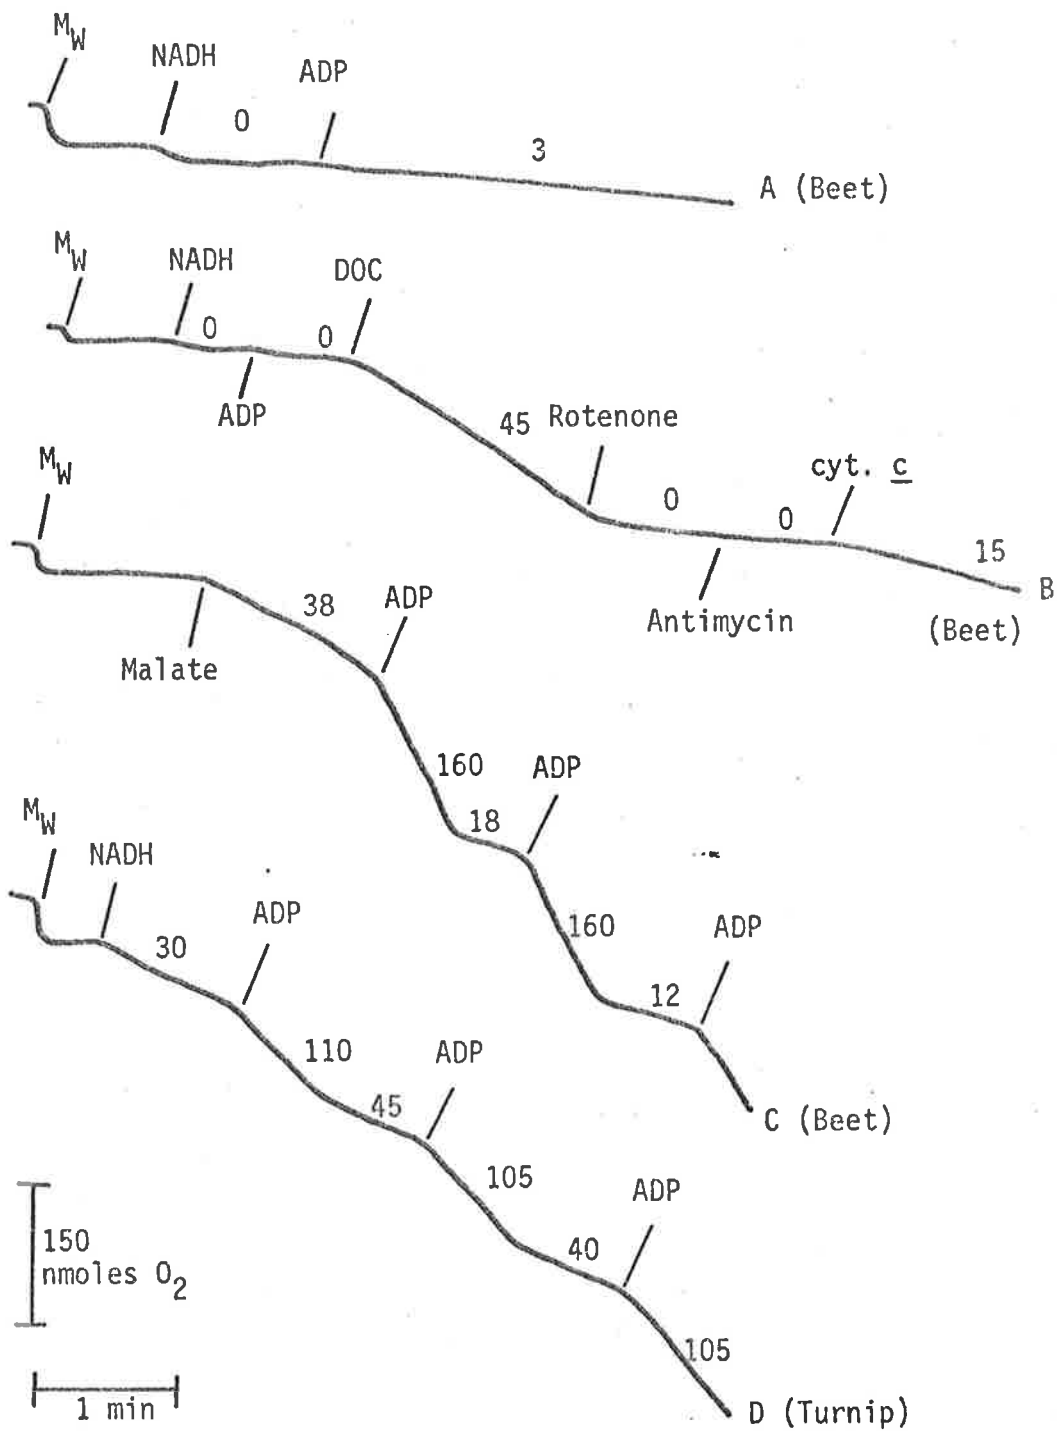 M_W
NADH
ADP
0
3
A (Beet)
M_W
NADH
DOC
0
0
ADP
45
Rotenone
cyt. c
0
0
15
Antimycin
B
(Beet)
M_W
Malate
38
ADP
160
18
ADP
160
12
ADP
C (Beet)
M_W
NADH
30
ADP
110
45
ADP
105
40
ADP
105
D (Turnip)
150
nmoles O₂
1 min